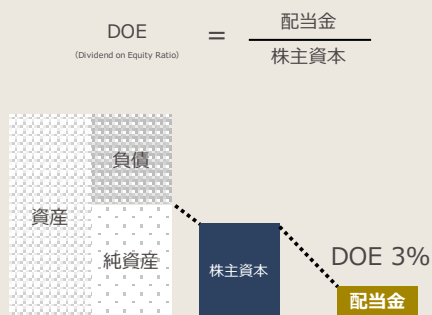 DOE
(Dividend on Equity Ratio)
=
配当金
株主資本
負債
資産
純資産
株主資本
DOE 3%
配当金